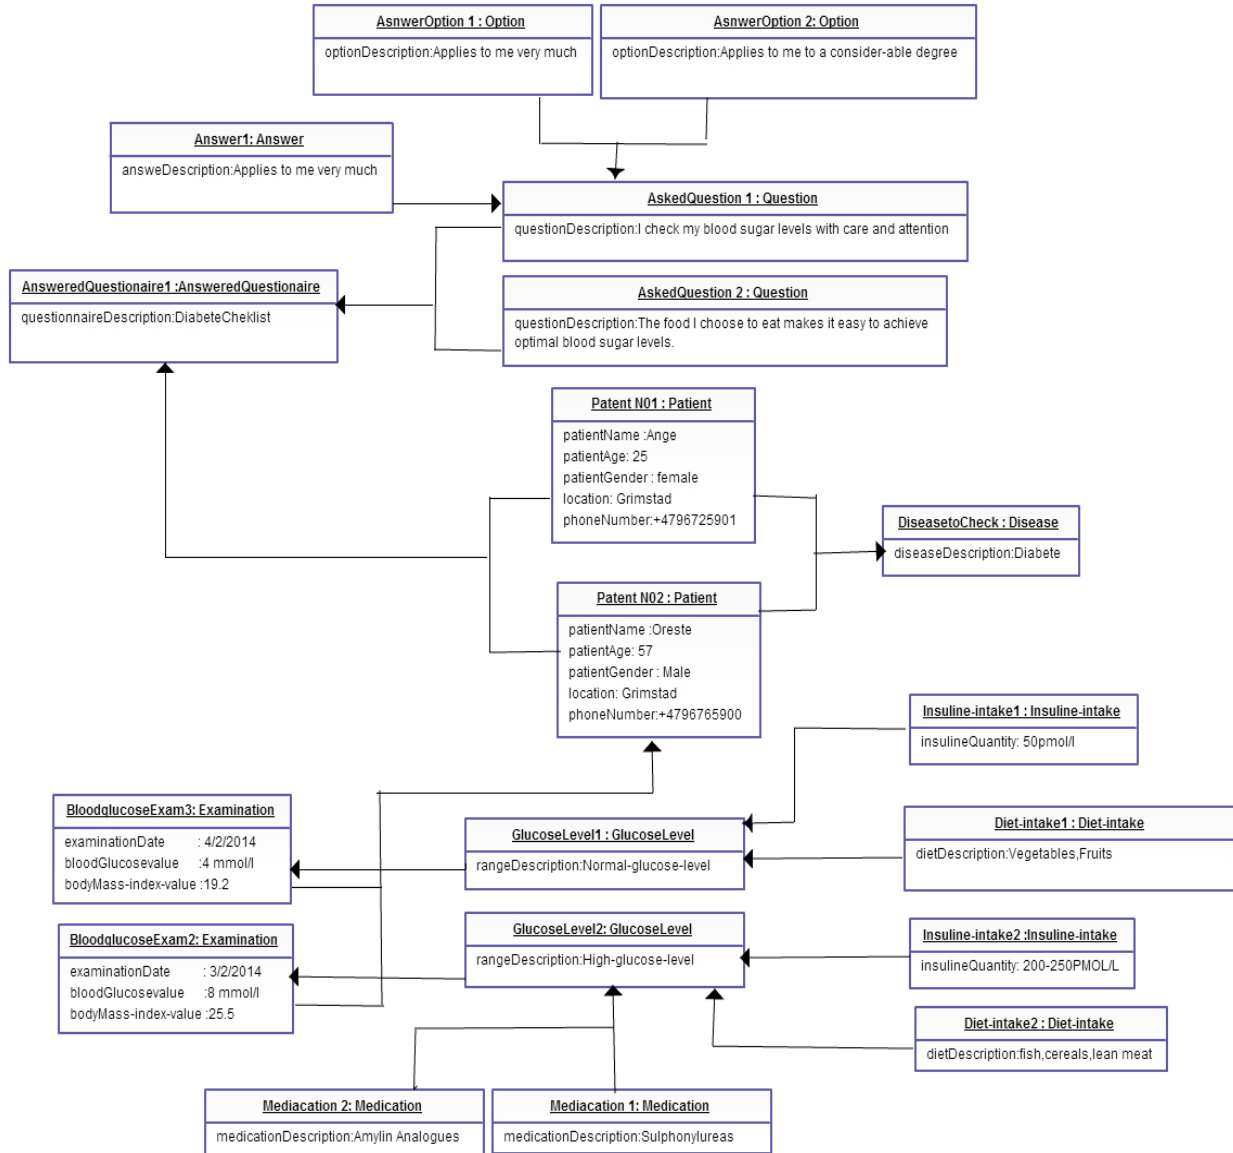 AsnwerOption 1 : Option
optionDescription:Applies to me very much
AsnwerOption 2: Option
optionDescription:Applies to me to a consider-able degree
Answer1: Answer
answeDescription:Applies to me very much
AskedQuestion 1 : Question
questionDescription:I check my blood sugar levels with care and attention
AnsweredQuestionaire1 :AnsweredQuestionaire
questionnaireDescription:DiabeteCheklist
AskedQuestion 2 : Question
questionDescription:The food I choose to eat makes it easy to achieve
optimal blood sugar levels.
Patent N01 : Patient
patientName :Ange
patientAge: 25
patientGender : female
location: Grimstad
phoneNumber:+4796725901
DiseasetoCheck : Disease
diseaseDescription:Diabete
Patent N02 : Patient
patientName :Oreste
patientAge: 57
patientGender : Male
location: Grimstad
phoneNumber:+4796765900
Insuline-intake1 : Insuline-intake
insulineQuantity: 50pmol/l
BloodglucoseExam3: Examination
examinationDate : 4/2/2014
bloodGlucosevalue :4 mmol/l
bodyMass-index-value :19.2
GlucoseLevel1 : GlucoseLevel
rangeDescription:Normal-glucose-level
Diet-intake1 : Diet-intake
dietDescription:Vegetables,Fruits
BloodglucoseExam2: Examination
examinationDate : 3/2/2014
bloodGlucosevalue :8 mmol/l
bodyMass-index-value :25.5
GlucoseLevel2: GlucoseLevel
rangeDescription:High-glucose-level
Insuline-intake2 :Insuline-intake
insulineQuantity: 200-250PMOL/L
Diet-intake2 : Diet-intake
dietDescription:fish,cereals,lean meat
Mediacation 2: Medication
medicationDescription:Amylin Analogues
Mediacation 1: Medication
medicationDescription:Sulphonylureas